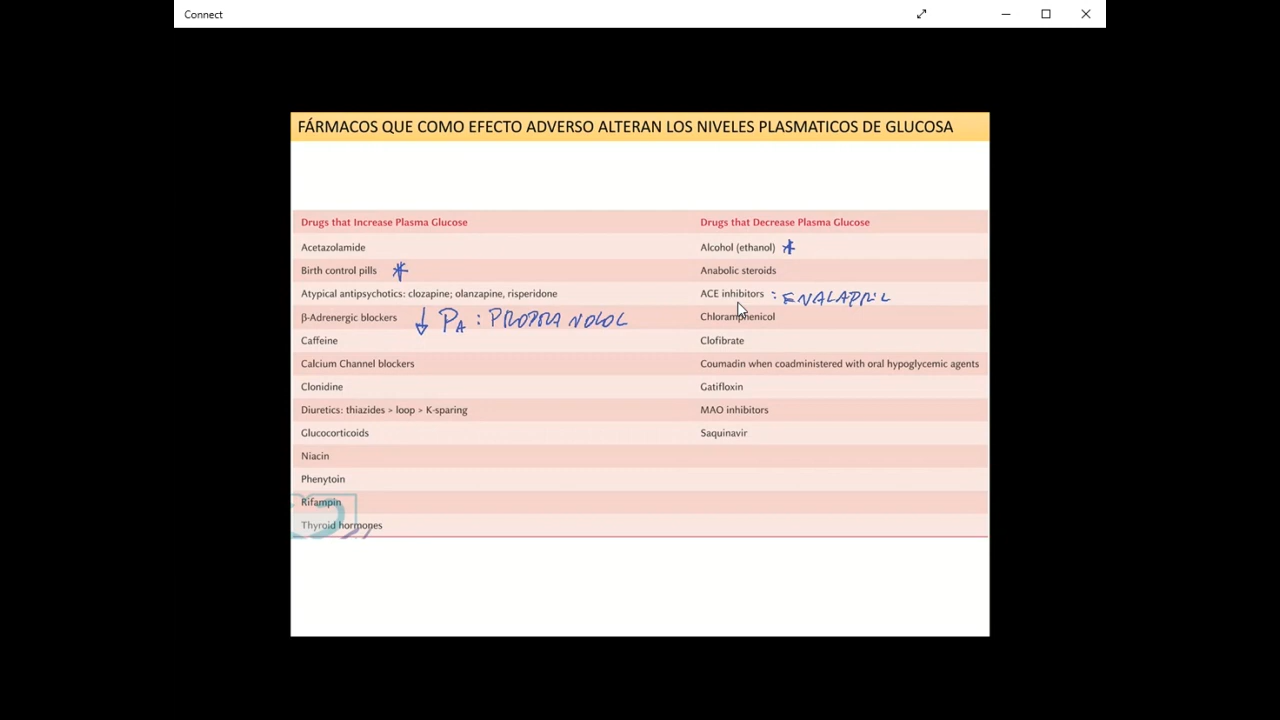 Connect
FÁRMACOS QUE COMO EFECTO ADVERSO ALTERAN LOS NIVELES PLASMATICOS DE GLUCOSA
Drugs that Increase Plasma Glucose Drugs that Decrease Plasma Glucose
Acetazolamide Alcohol (ethanol) *
Birth control pills * Anabolic steroids
Atypical antipsychotics: clozapine; olanzapine, risperidone ACE inhibitors : ENALAPRIL
β-Adrenergic blockers ↓ PA : PROPRANOLOL Chloramphenicol
Caffeine Clofibrate
Calcium Channel blockers Coumadin when coadministered with oral hypoglycemic agents
Clonidine Gatifloxin
Diuretics: thiazides > loop > K-sparing MAO inhibitors
Glucocorticoids Saquinavir
Niacin
Phenytoin
Rifampin
Thyroid hormones